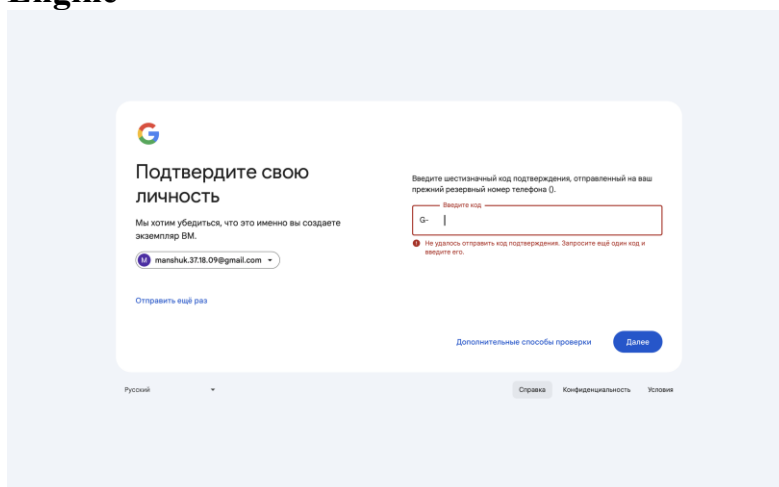 Engine
Подтвердите свою
личность
Мы хотим убедиться, что это именно вы создаете
экземпляр ВМ.
M manshuk.37.18.09@gmail.com
Отправить ещё раз
Введите шестизначный код подтверждения, отправленный на ваш
прежний резервный номер телефона ().
Введите код
G-
Не удалось отправить код подтверждения. Запросите ещё один код и
введите его.
Дополнительные способы проверки
Далее
Русский
Справка Конфиденциальность Условия